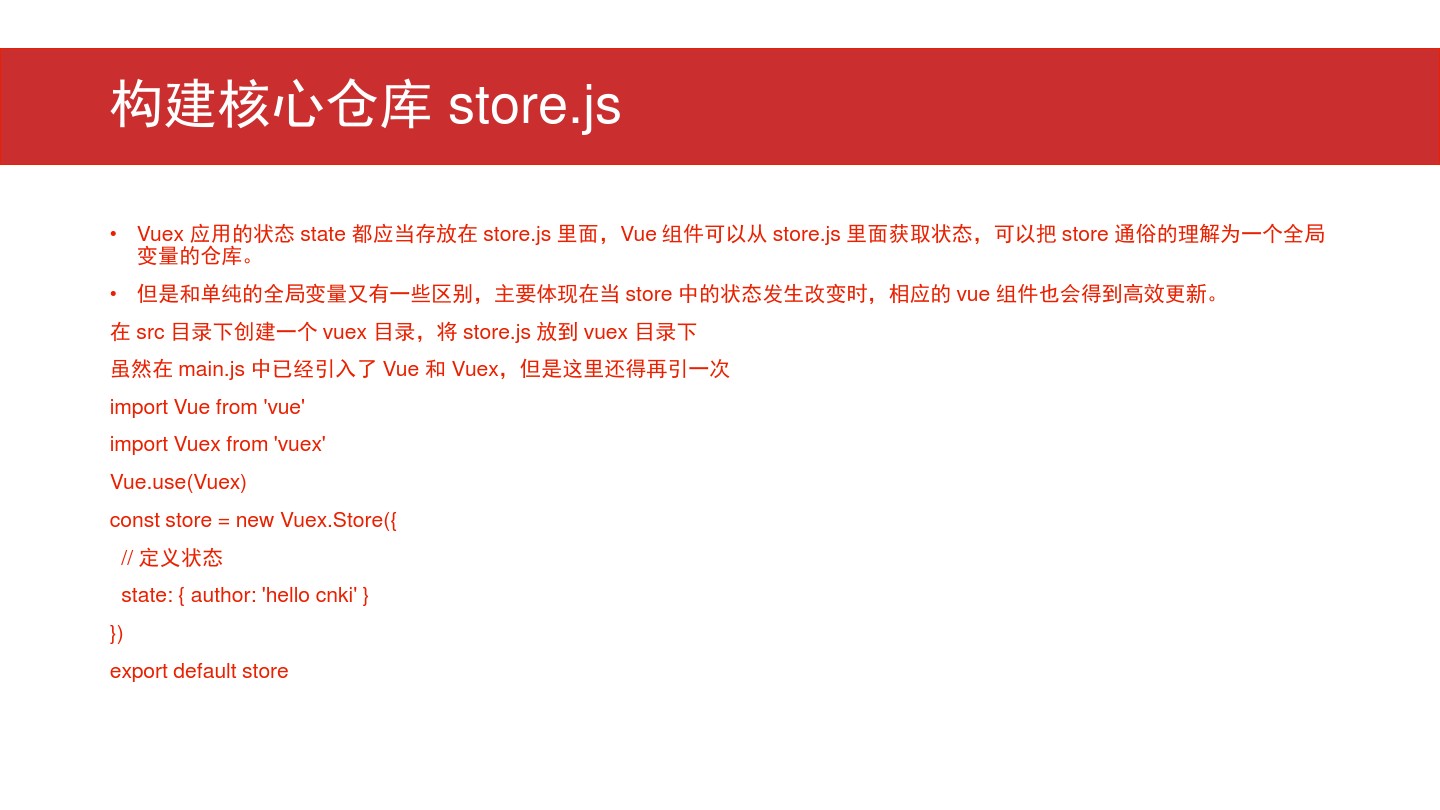 构建核心仓库 store.js
• Vuex 应用的状态 state 都应当存放在 store.js 里面，Vue 组件可以从 store.js 里面获取状态，可以把 store 通俗的理解为一个全局
变量的仓库。
• 但是和单纯的全局变量又有一些区别，主要体现在当 store 中的状态发生改变时，相应的 vue 组件也会得到高效更新。
在 src 目录下创建一个 vuex 目录，将 store.js 放到 vuex 目录下
虽然在 main.js 中已经引入了 Vue 和 Vuex，但是这里还得再引一次
import Vue from 'vue'
import Vuex from 'vuex'
Vue.use(Vuex)
const store = new Vuex.Store({
  // 定义状态
  state: { author: 'hello cnki' }
})
export default store